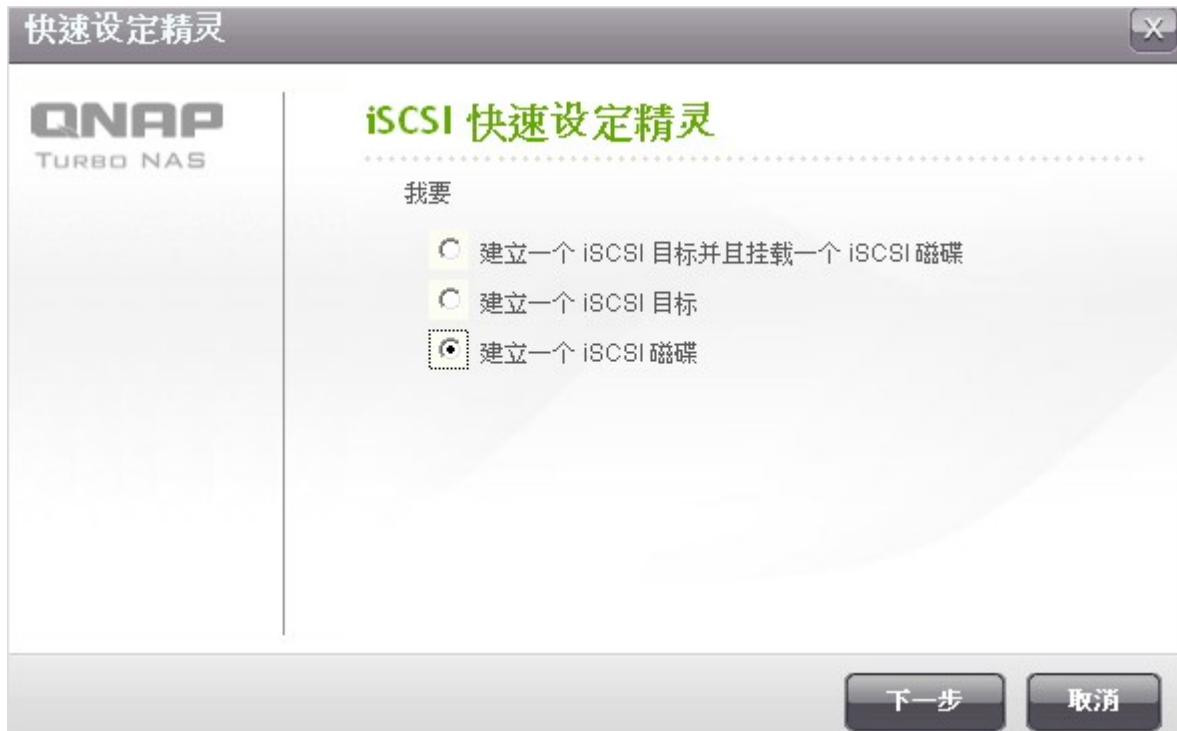 快速设定精灵
X
QNAP
TURBO NAS
iSCSI 快速设定精灵
我要
建立一个 iSCSI 目标并且挂载一个 iSCSI 磁碟
建立一个 iSCSI 目标
建立一个 iSCSI 磁碟
下一步
取消